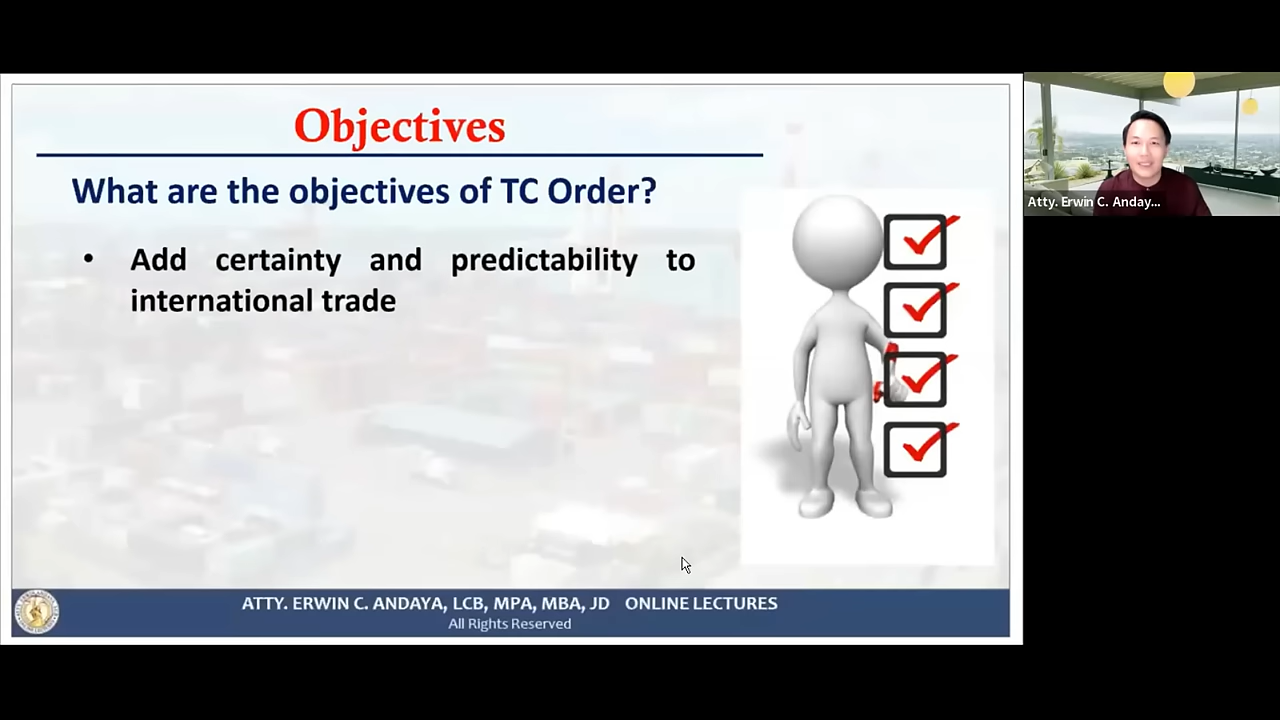 Objectives
What are the objectives of TC Order?
• Add certainty and predictability to
international trade
ATTY. ERWIN C. ANDAYA, LCB, MPA, MBA, JD ONLINE LECTURES
All Rights Reserved
Atty. Erwin C. Anday...